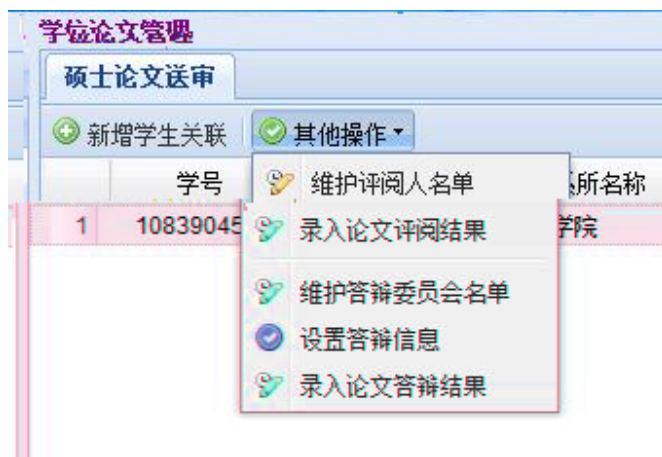 学位论文管理
硕士论文送审
新增学生关联 其他操作
学号 所名称
1 10839045 学院
维护评阅人名单
录入论文评阅结果
维护答辩委员会名单
设置答辩信息
录入论文答辩结果